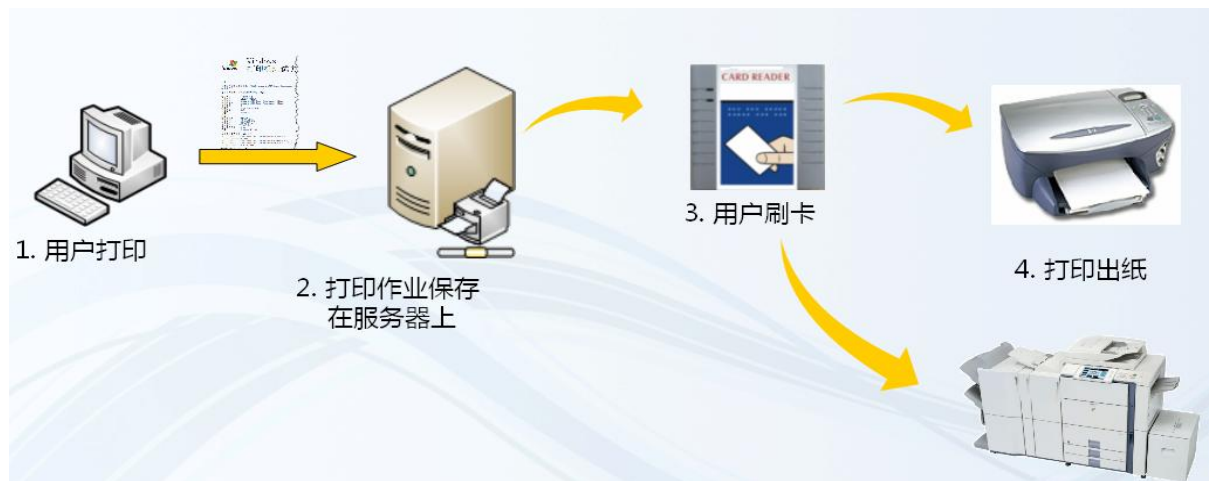 Windows
CARD READER
1. 用户打印
2. 打印作业保存
在服务器上
3. 用户刷卡
4. 打印出纸